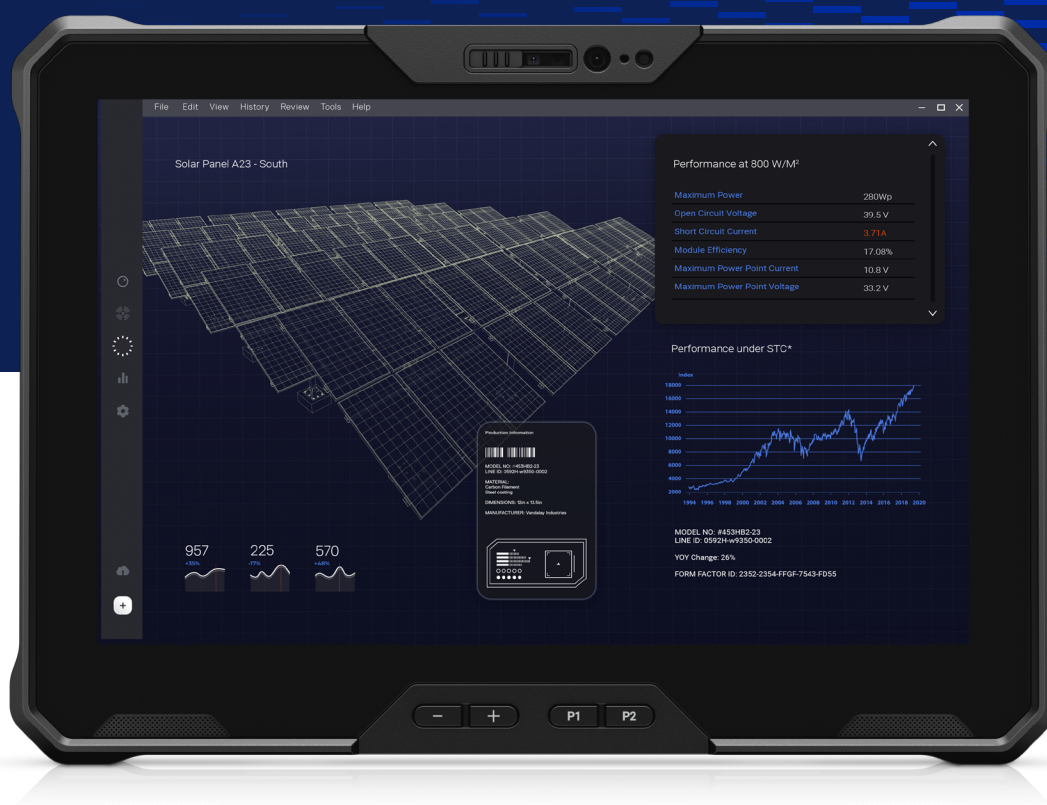 File Edit View History Review Tools Help
Solar Panel A23 - South
Performance at 800 W/M²
Maximum Power 280Wp
Open Circuit Voltage 39.5 V
Short Circuit Current 3.71A
Module Efficiency 17.08%
Maximum Power Point Current 10.8 V
Maximum Power Point Voltage 33.2 V
Performance under STC*
Index
18000
16000
14000
12000
10000
8000
6000
4000
2000
1994 1996 1998 2000 2002 2004 2006 2008 2010 2012 2014 2016 2018 2020
MODEL NO: #453HB2-23
LINE ID: 0592H-w9350-0002
YOY Change: 26%
FORM FACTOR ID: 2352-2354-FFGF-7543-FD55
Production Information
MODEL NO: #453HB2-23
LINE ID: 0592H-w9350-0002
MATERIAL:
Carbon Filament
Steel coating
DIMENSIONS: 12in x 13.5in
MANUFACTURER: Vandalay Industries
957 225 570
+35% -17% +48%
P1 P2